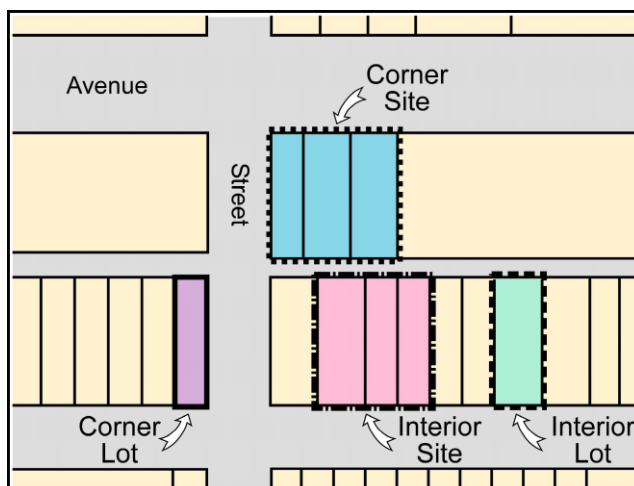 Avenue
Corner
Site
Street
Corner
Lot
Interior
Site
Interior
Lot